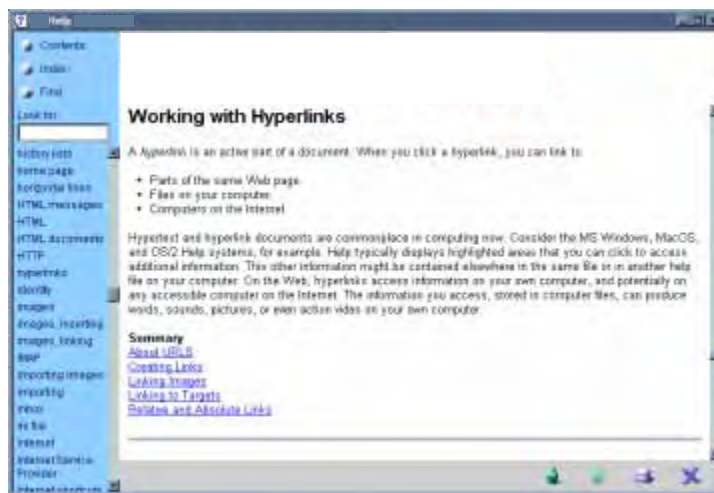 Help
Contents
Index
Find
Look for:
history lists
home page
horizontal lines
HTML messages
HTML
HTML documents
HTTP
hyperlinks
identity
images
images, inserting
images, linking
IMAP
importing images
importing
inbox
ini file
Internet
Internet Service
Provider
Internet shortcuts
Working with Hyperlinks
A hyperlink is an active part of a document. When you click a hyperlink, you can link to:
• Parts of the same Web page
• Files on your computer
• Computers on the Internet
Hypertext and hyperlink documents are commonplace in computing now. Consider the MS Windows, MacOS,
and OS/2 Help systems, for example. Help typically displays highlighted areas that you can click to access
additional information. This other information might be contained elsewhere in the same file or in another help
file on your computer. On the Web, hyperlinks access information on your own computer, and potentially on
any accessible computer on the Internet. The information you access, stored in computer files, can produce
words, sounds, pictures, or even action video on your own computer.
Summary
About URLS
Creating Links
Linking Images
Linking to Targets
Relative and Absolute Links